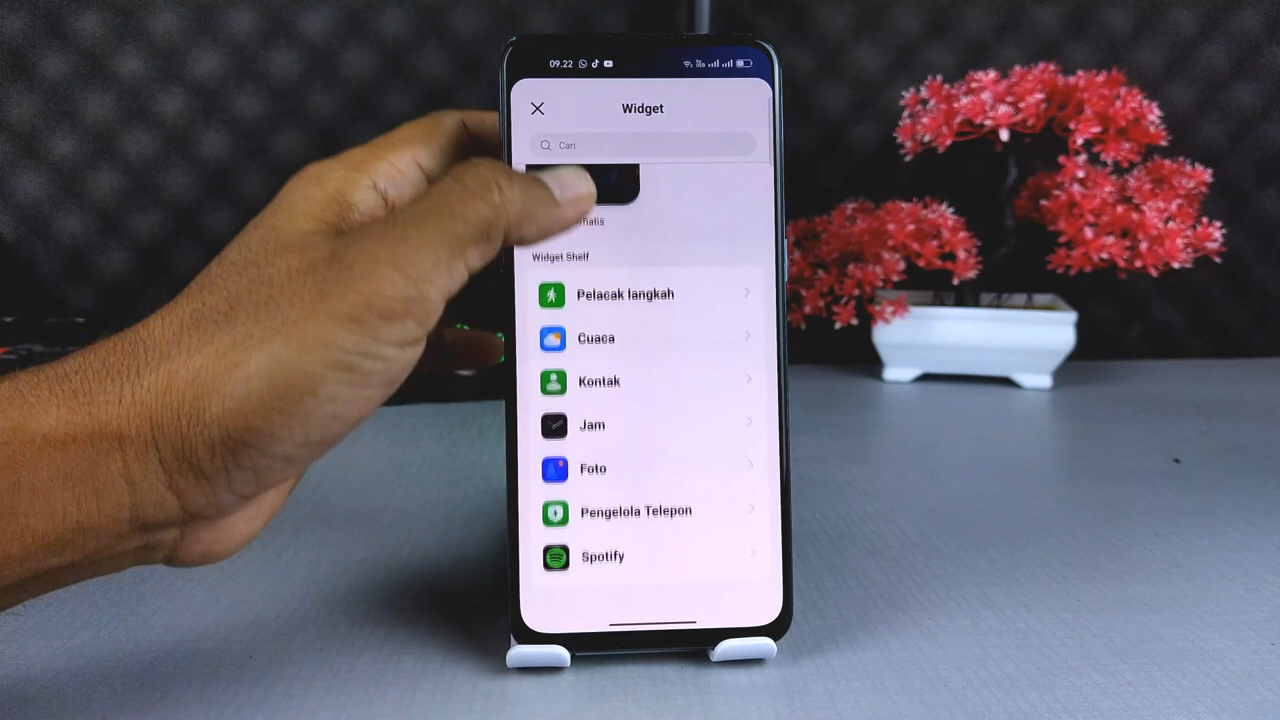 09.22
Widget
Cari
Widget Shelf
Pelacak langkah
Cuaca
Kontak
Jam
Foto
Pengelola Telepon
Spotify